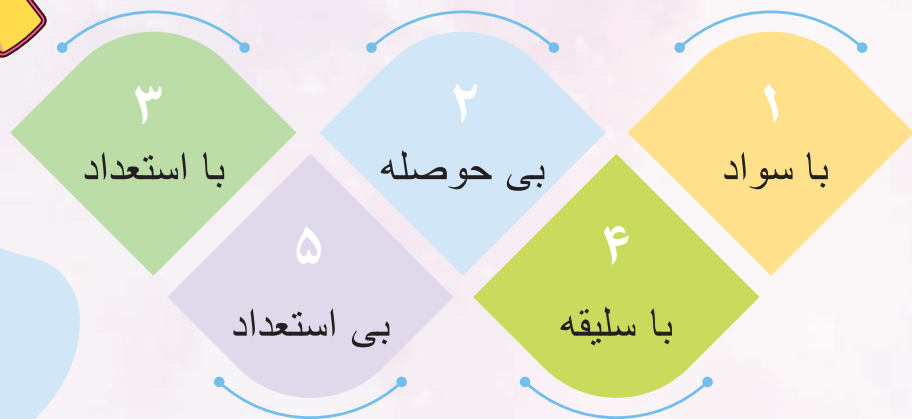 ۱
با سواد
۲
بی حوصله
۳
با استعداد
۴
با سلیقه
۵
بی استعداد